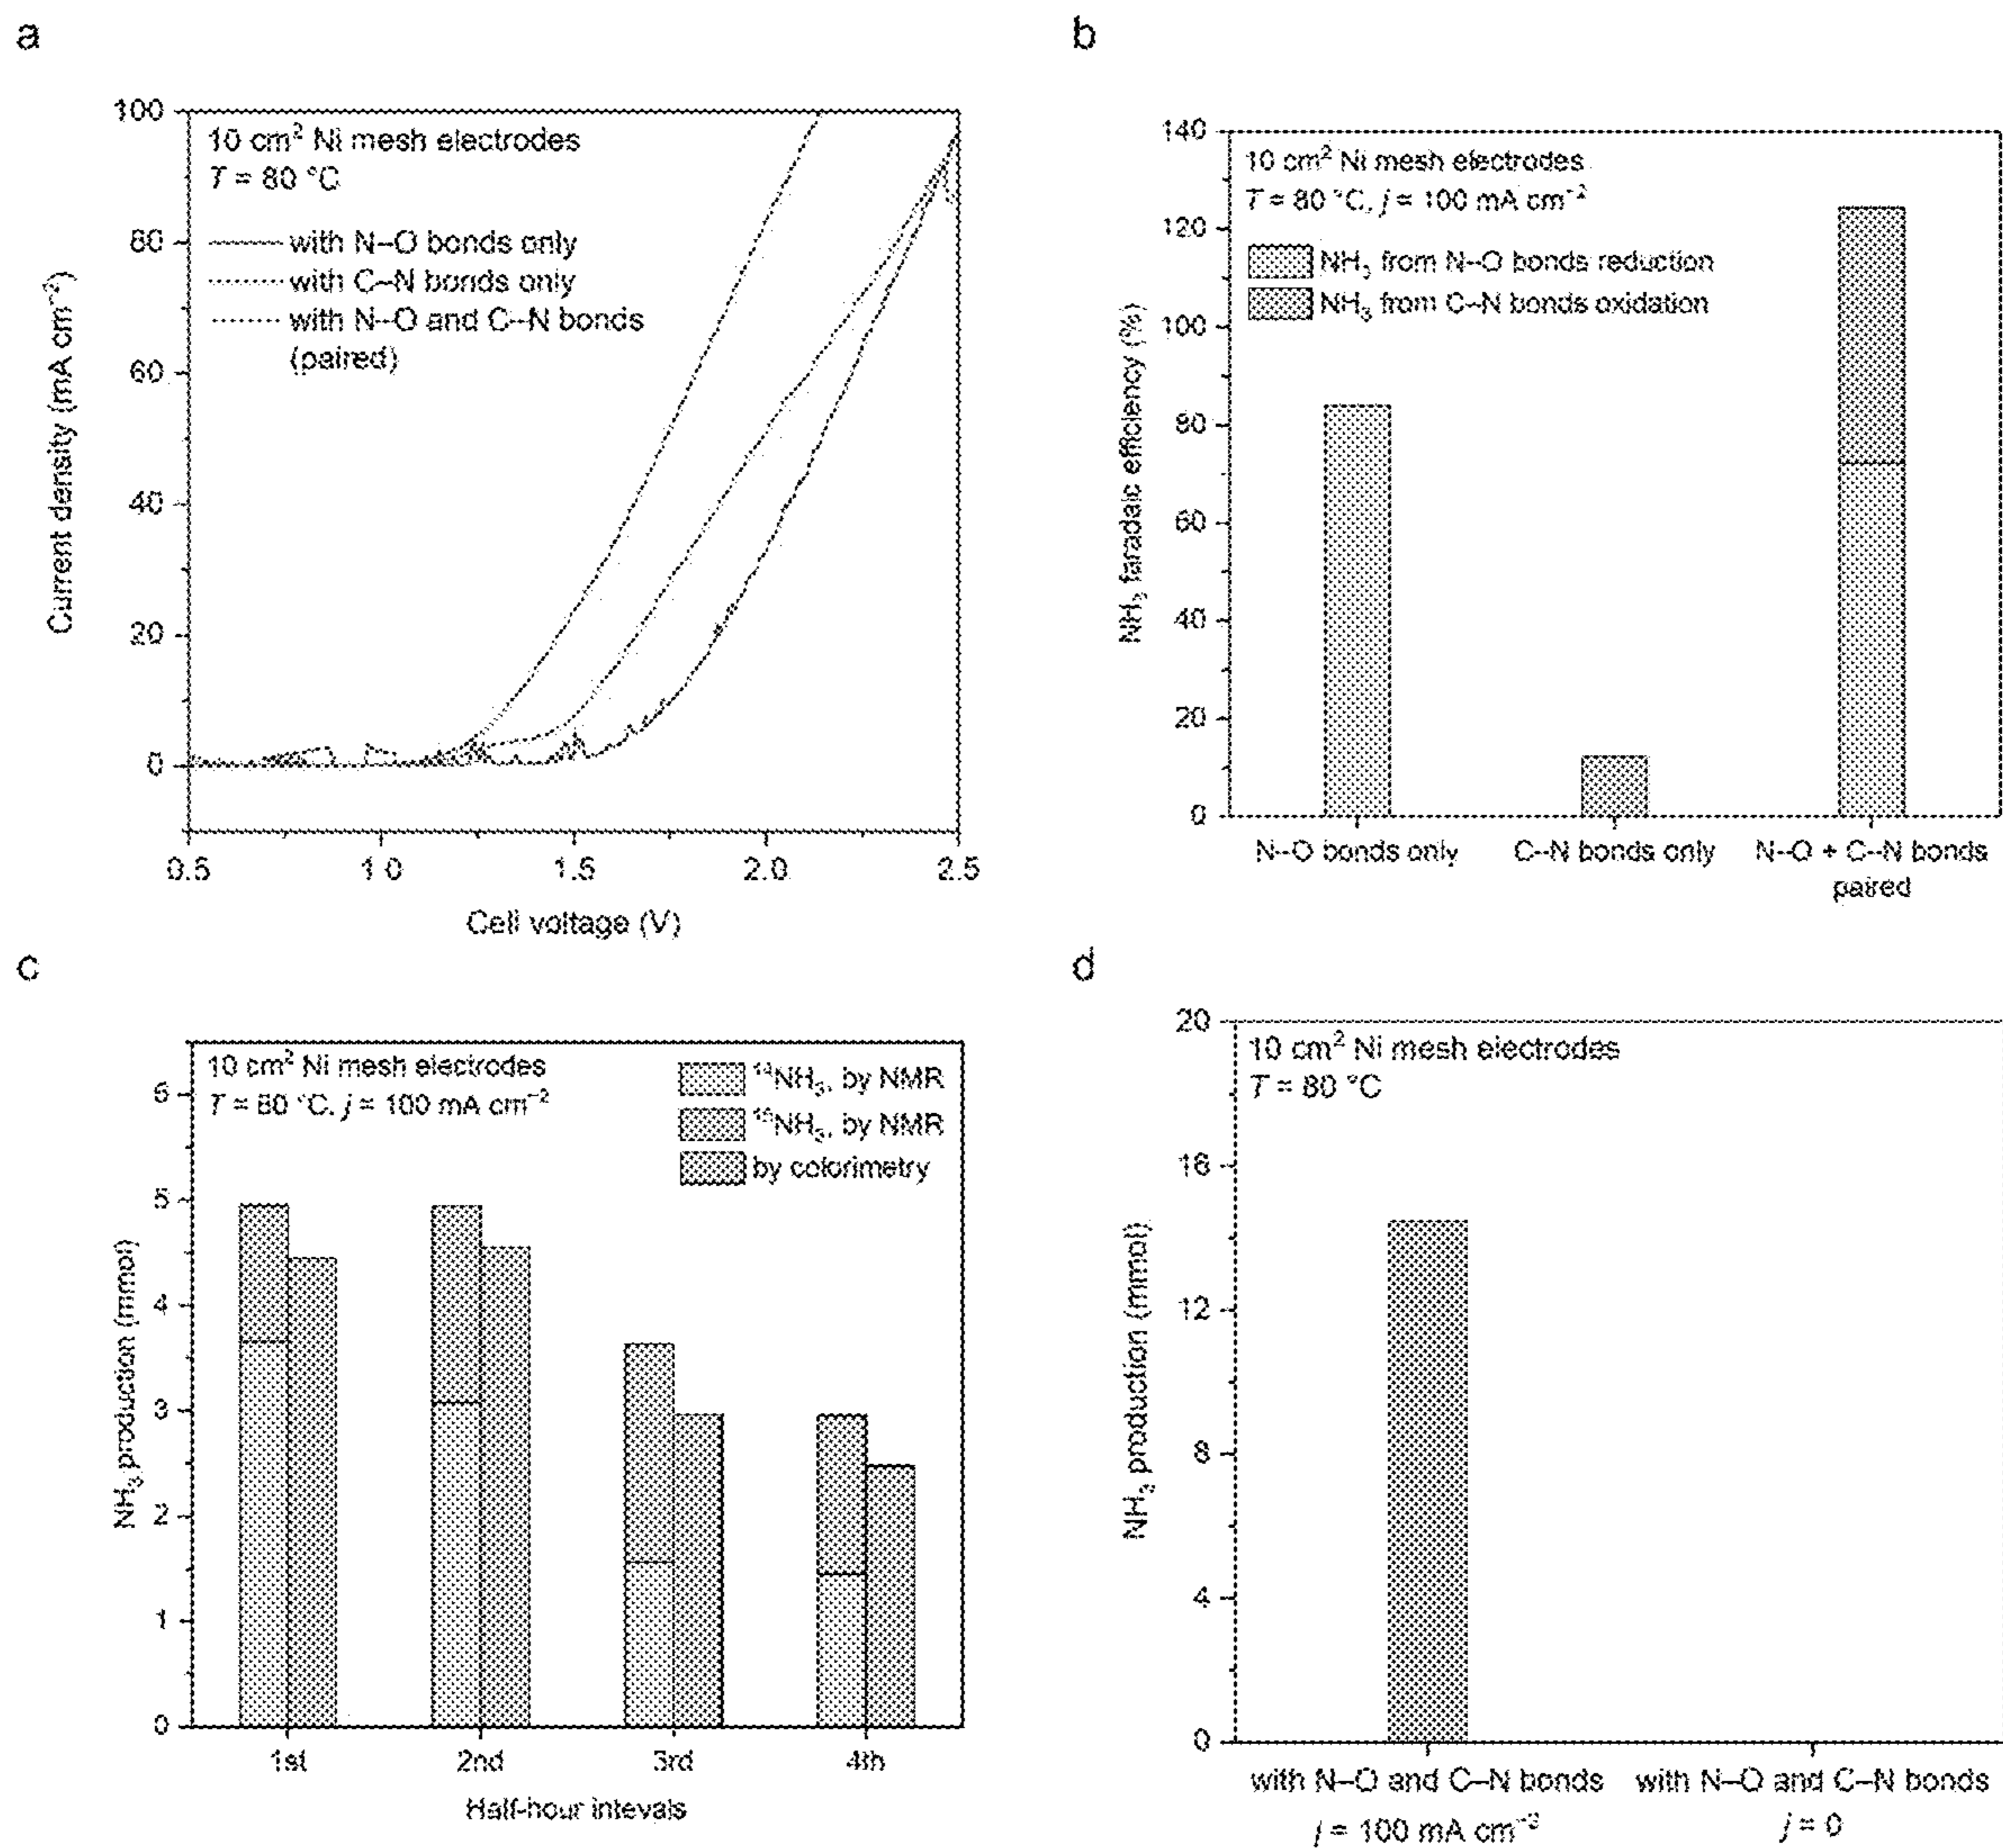 a
100
80
60
40
20
0
Current density (mA cm⁻²)
10 cm² Ni mesh electrodes
T = 80 °C
with N–O bonds only
with C–N bonds only
with N–O and C–N bonds
(paired)
0.5 1.0 1.5 2.0 2.5
Cell voltage (V)
b
140
120
100
80
60
40
20
0
NH₃ faradaic efficiency (%)
10 cm² Ni mesh electrodes
T = 80 °C, j = 100 mA cm⁻²
NH₃ from N–O bonds reduction
NH₃ from C–N bonds oxidation
N–O bonds only C–N bonds only N–O + C–N bonds
paired
c
6
5
4
3
2
1
0
NH₃ production (mmol)
10 cm² Ni mesh electrodes
T = 80 °C, j = 100 mA cm⁻²
¹⁴NH₃, by NMR
¹⁵NH₃, by NMR
by colorimetry
1st 2nd 3rd 4th
Half-hour intevals
d
20
16
12
8
4
0
NH₃ production (mmol)
10 cm² Ni mesh electrodes
T = 80 °C
with N–O and C–N bonds with N–O and C–N bonds
j = 100 mA cm⁻² j = 0